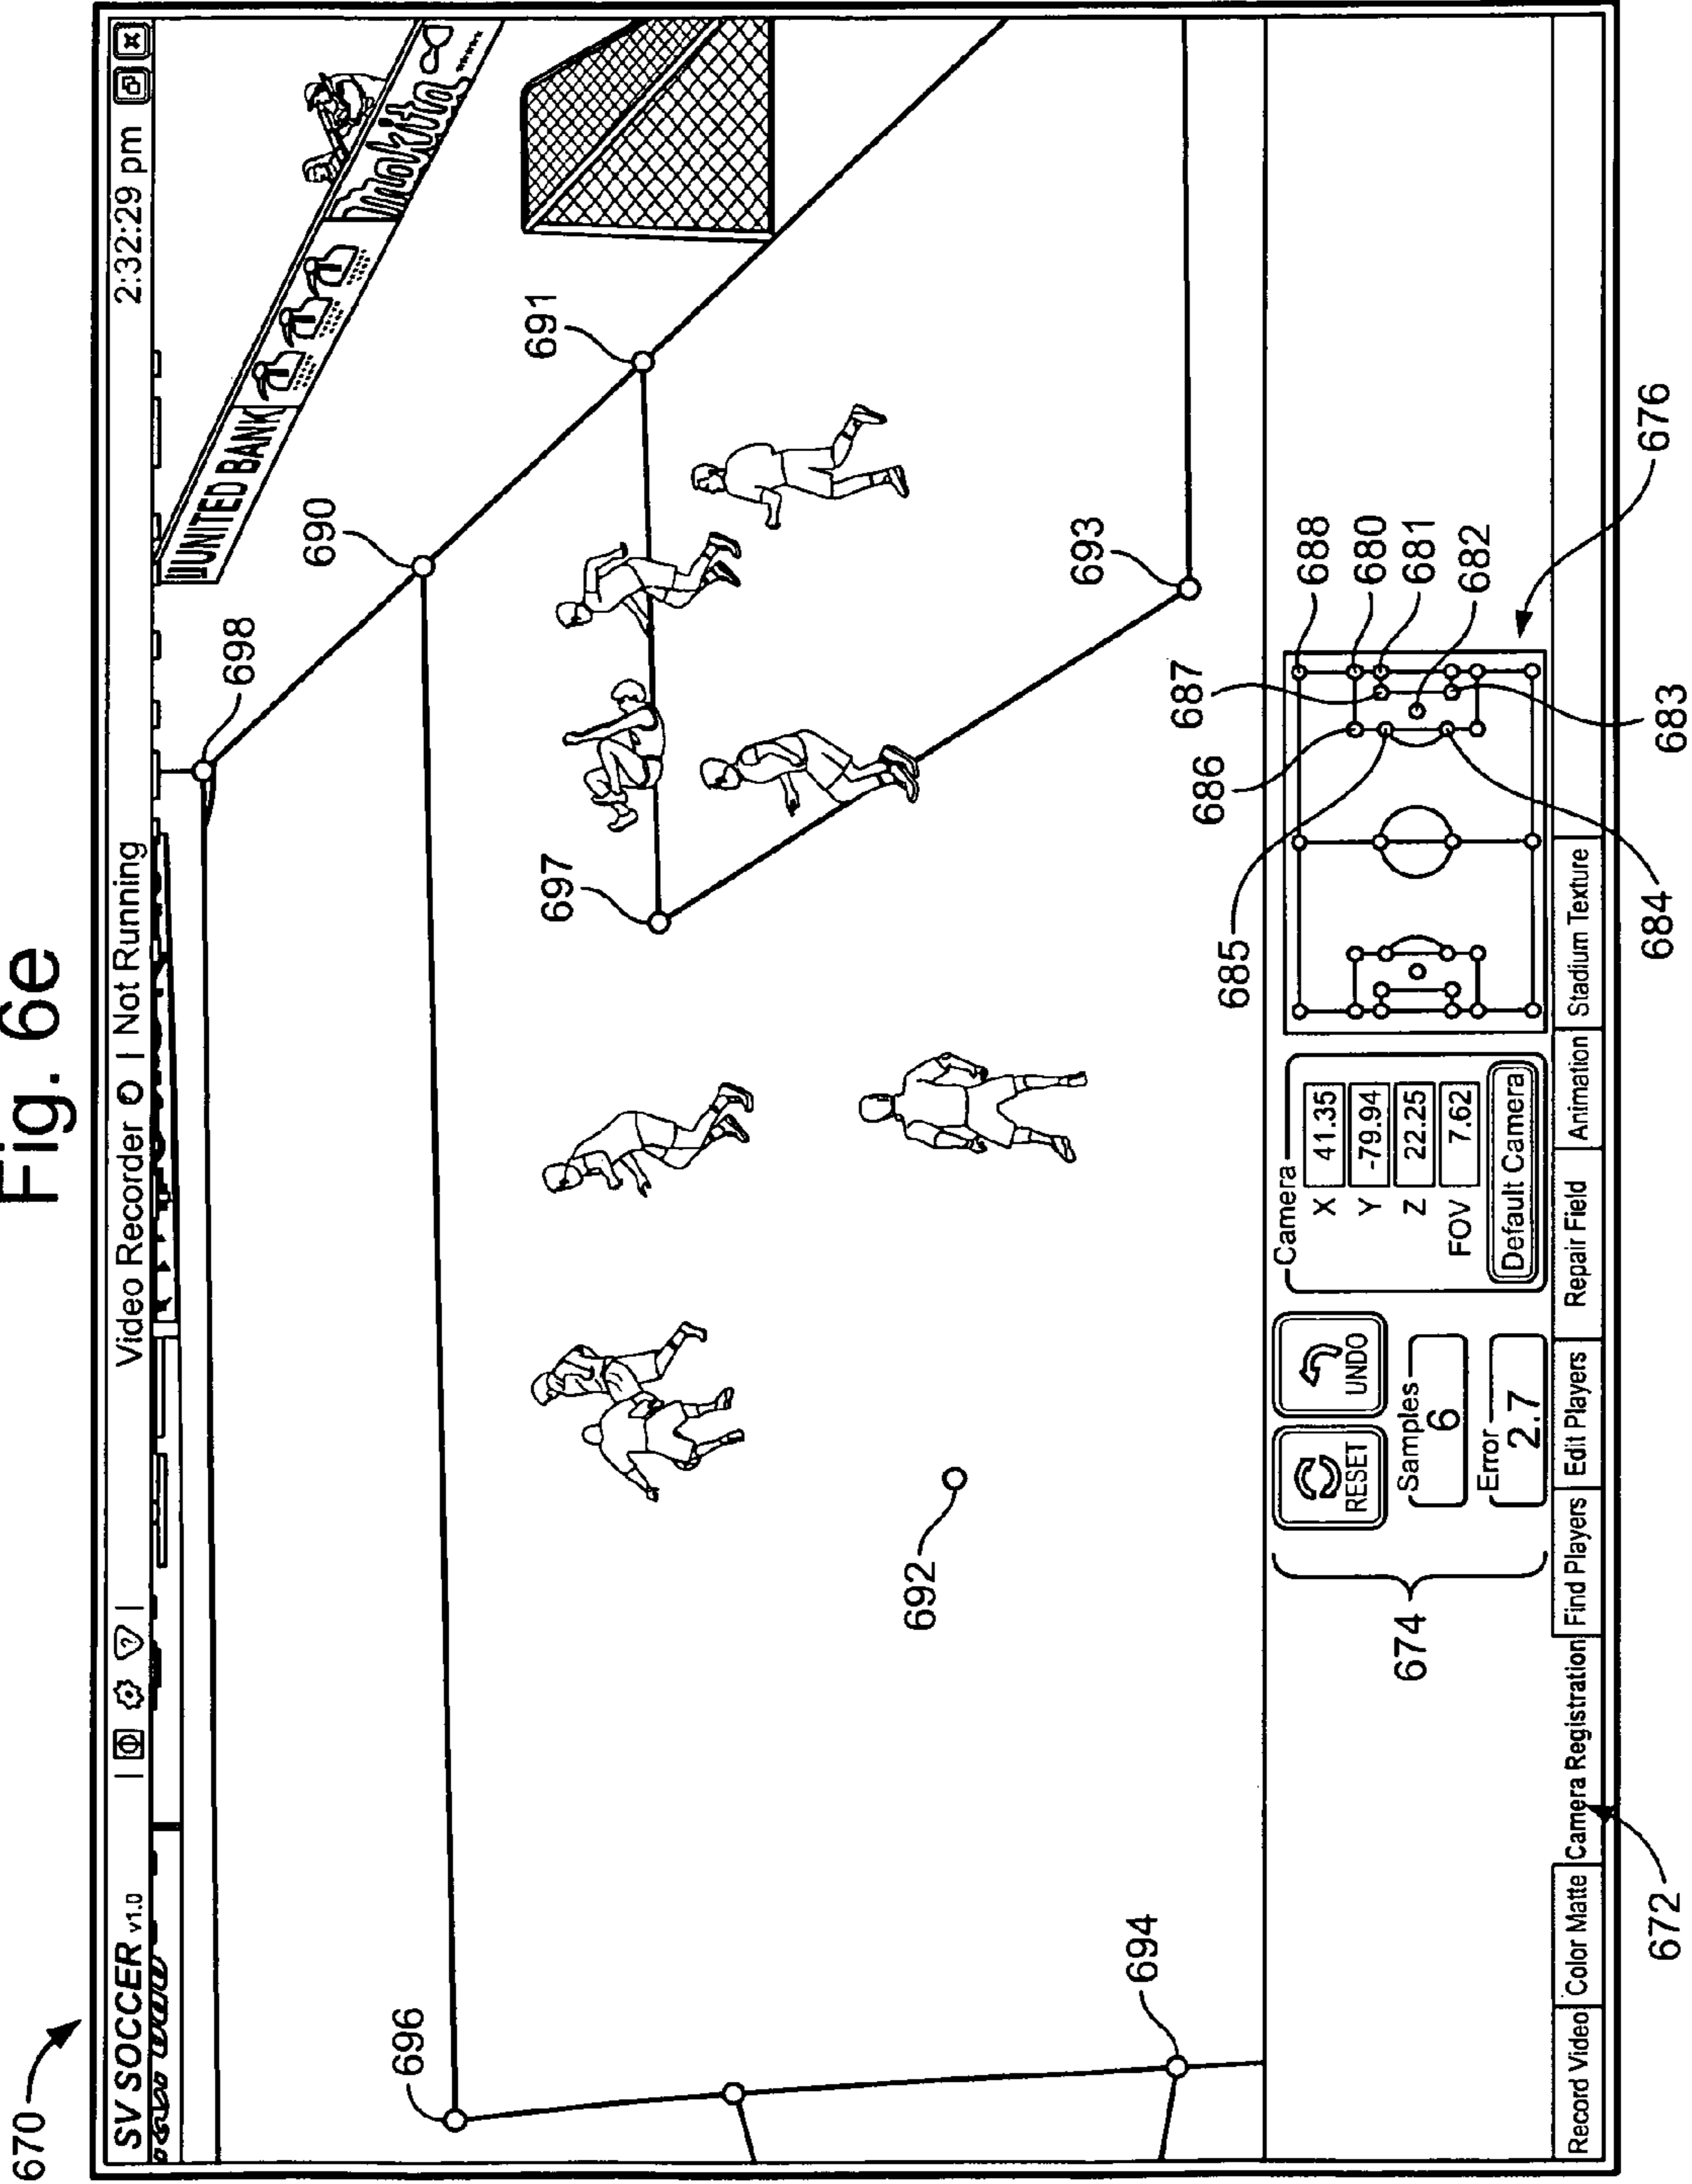 Fig. 6e
670
SV SOCCER v1.0
Video Recorder | Not Running
2:32:29 pm
UNITED BANK
Makita
698
690
691
696
697
692
693
694
687
686
685
688
680
681
682
683
684
676
674
RESET
UNDO
Samples
6
Error
2.7
Camera
X 41.35
Y -79.94
Z 22.25
FOV 7.62
Default Camera
Record Video
Color Matte
Camera Registration
Find Players
Edit Players
Repair Field
Animation
Stadium Texture
672